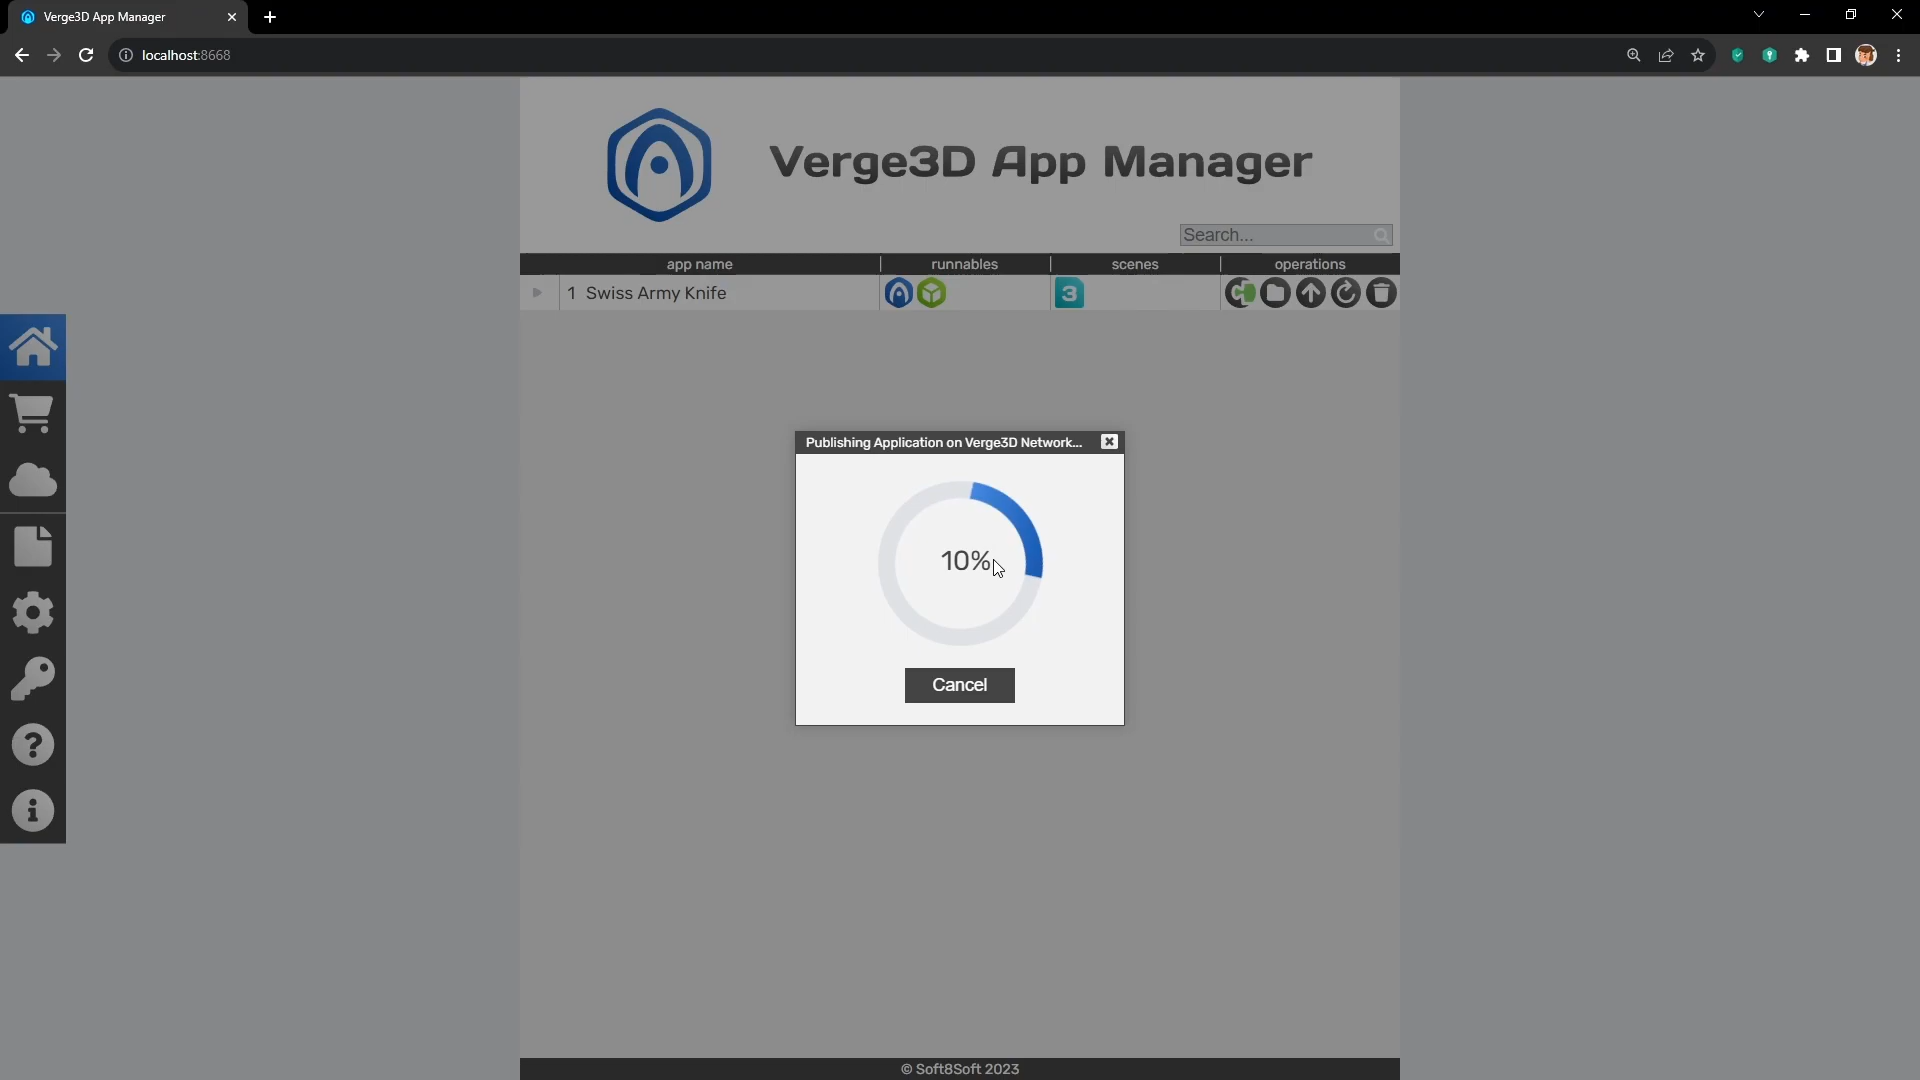 Verge3D App Manager
localhost:8668
Verge3D App Manager
Search...
app name
runnables
scenes
operations
1 Swiss Army Knife
3
Publishing Application on Verge3D Network...
10%
Cancel
© Soft8Soft 2023